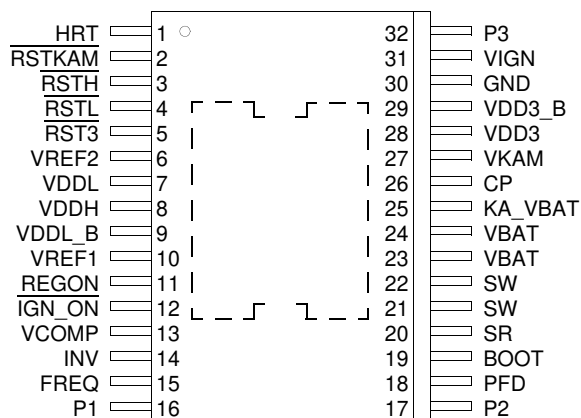 HRT 1 32 P3
RSTKAM 2 31 VIGN
RSTH 3 30 GND
RSTL 4 29 VDD3_B
RST3 5 28 VDD3
VREF2 6 27 VKAM
VDDL 7 26 CP
VDDH 8 25 KA_VBAT
VDDL_B 9 24 VBAT
VREF1 10 23 VBAT
REGON 11 22 SW
IGN_ON 12 21 SW
VCOMP 13 20 SR
INV 14 19 BOOT
FREQ 15 18 PFD
P1 16 17 P2